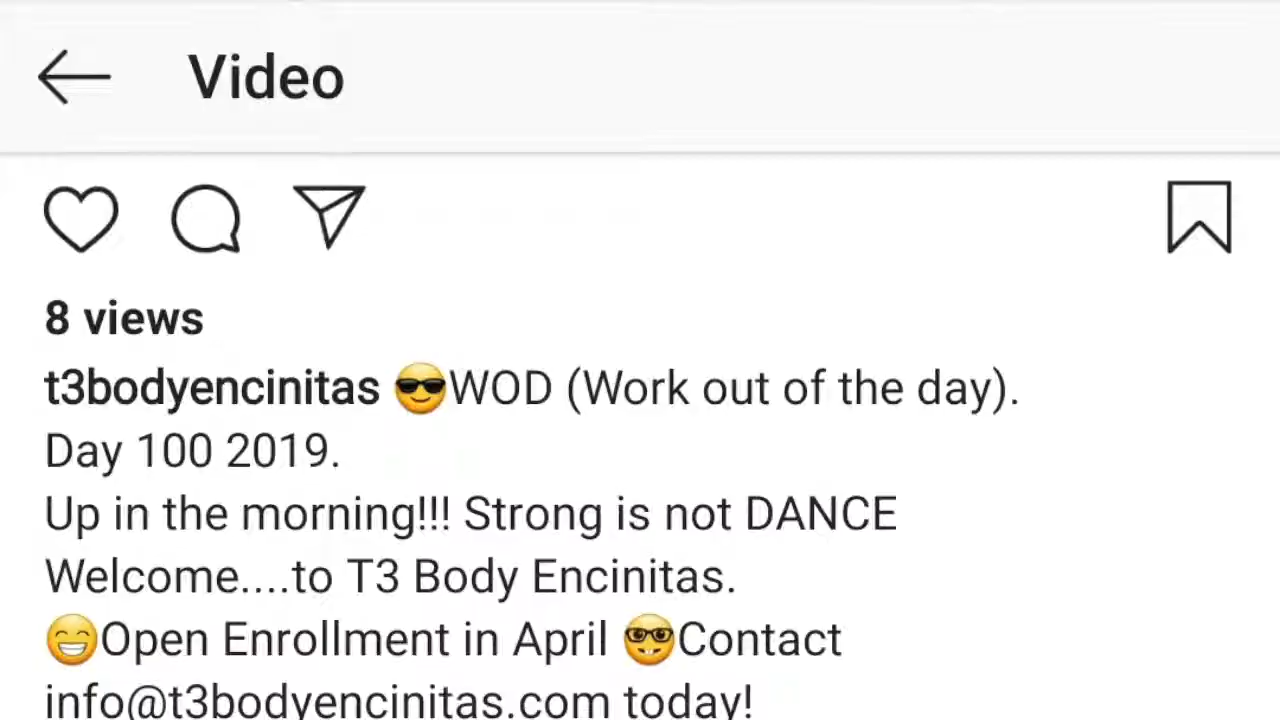 Video
8 views
t3bodyencinitas 😎WOD (Work out of the day).
Day 100 2019.
Up in the morning!!! Strong is not DANCE
Welcome....to T3 Body Encinitas.
😁Open Enrollment in April 🤓Contact
info@t3bodyencinitas.com today!